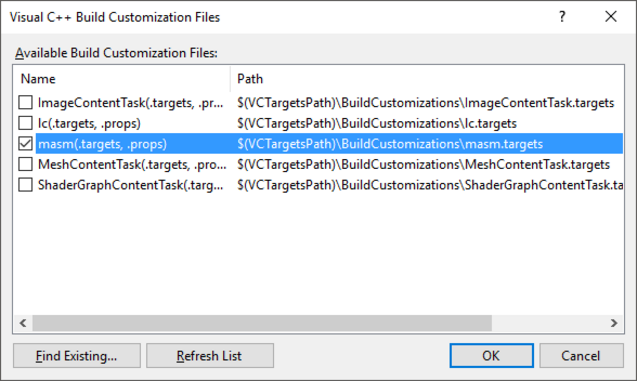 Visual C++ Build Customization Files
? 
Available Build Customization Files:
Name Path
ImageContentTask(.targets, .pr... $(VCTargetsPath)\BuildCustomizations\ImageContentTask.targets
lc(.targets, .props) $(VCTargetsPath)\BuildCustomizations\lc.targets
masm(.targets, .props) $(VCTargetsPath)\BuildCustomizations\masm.targets
MeshContentTask(.targets, .pro... $(VCTargetsPath)\BuildCustomizations\MeshContentTask.targets
ShaderGraphContentTask(.targ... $(VCTargetsPath)\BuildCustomizations\ShaderGraphContentTask.ta
Find Existing... Refresh List OK Cancel